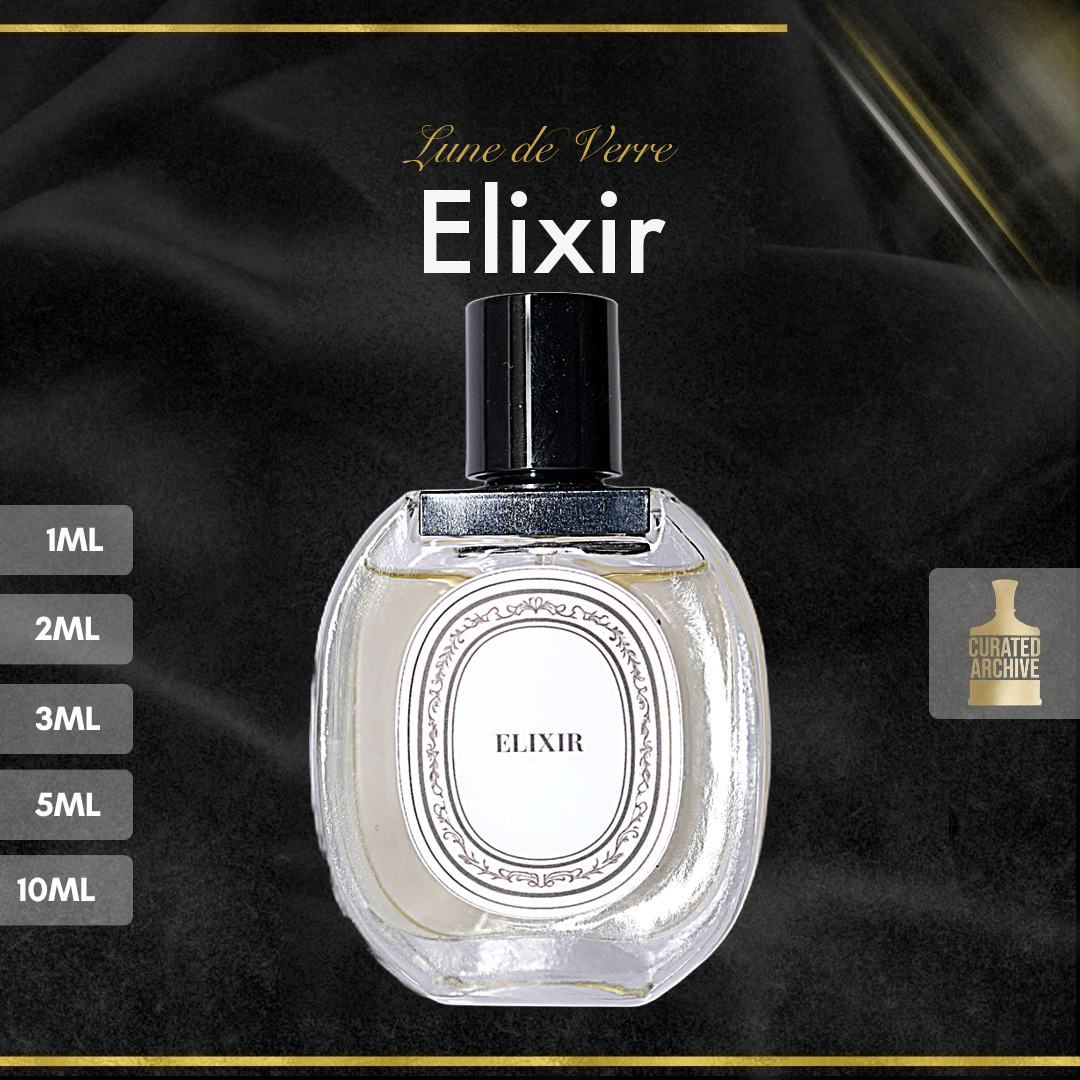 Lune de Verre
Elixir
1ML
2ML
3ML
5ML
10ML
ELIXIR
CURATED
ARCHIVE